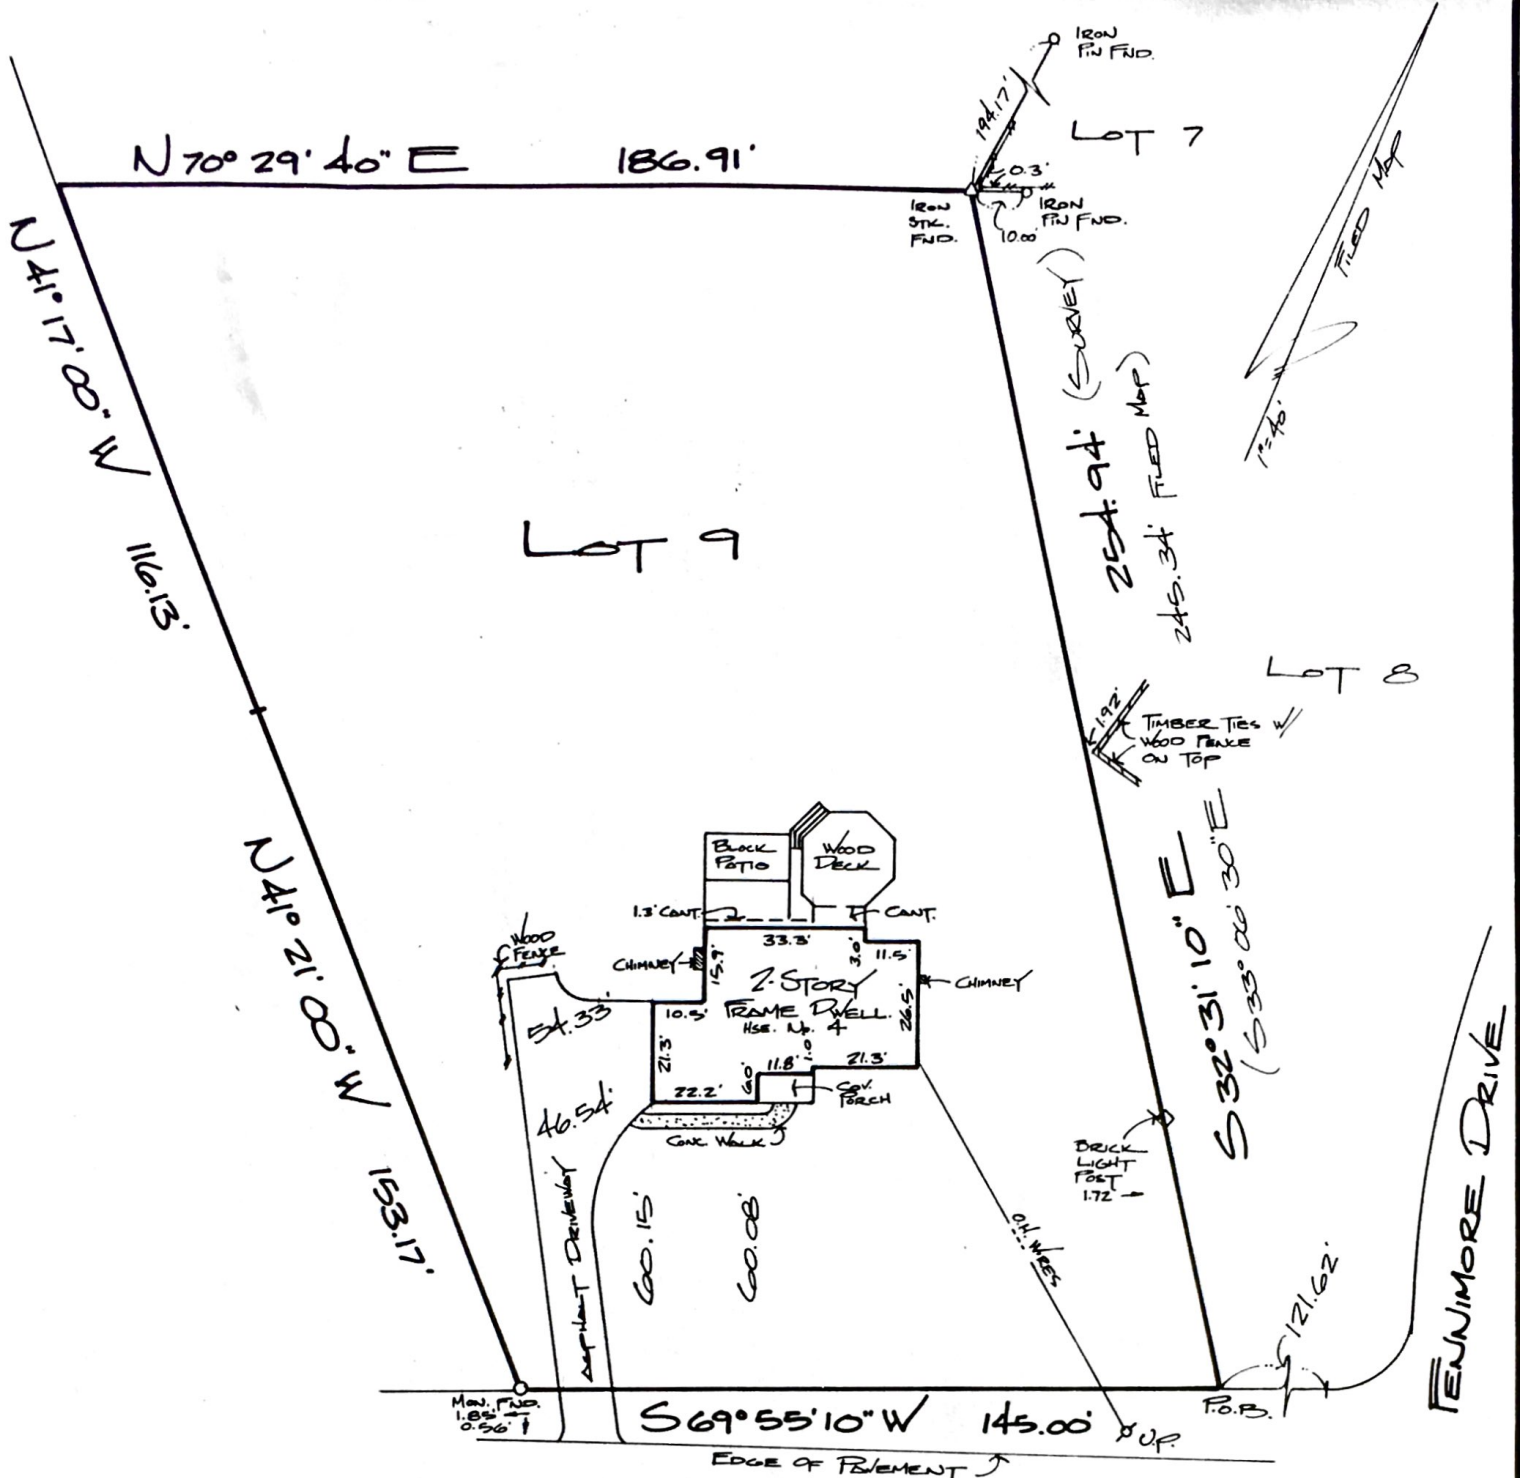 IRON
PIN FND.
194.17'
LOT 7
N 70° 29' 40" E 186.91'
0.3'
IRON
STK.
FND.
IRON
PIN FND.
10.00'
FILED MAP
1"=40'
N 41° 17' 00" W 116.13'
254.94' (SURVEY)
245.34' FILED MAP)
LOT 9
LOT 8
1.92'
TIMBER TIES W/
WOOD FENCE
ON TOP
S 32° 31' 10" E
(S 33° 06' 30" E
BLOCK
PATIO
WOOD
DECK
1.3' CANT.
CANT.
WOOD
FENCE
33.3'
3.0'
11.5'
CHIMNEY
15.9'
2-STORY
FRAME DWELL.
HSE. No. 4
CHIMNEY
26.5'
54.33'
10.5'
21.3'
1.0'
11.8'
21.3'
6.0'
22.2'
COV.
PORCH
46.54'
CONC. WALK
N 41° 21' 00" W 153.17'
ASPHALT DRIVEWAY
60.15'
60.08'
O.H. WIRES
BRICK
LIGHT
POST
1.72'
121.62'
FENNIMORE DRIVE
MON. FND.
1.85'
0.56'
S 69° 55' 10" W 145.00'
P.O.B.
U.P.
EDGE OF PAVEMENT